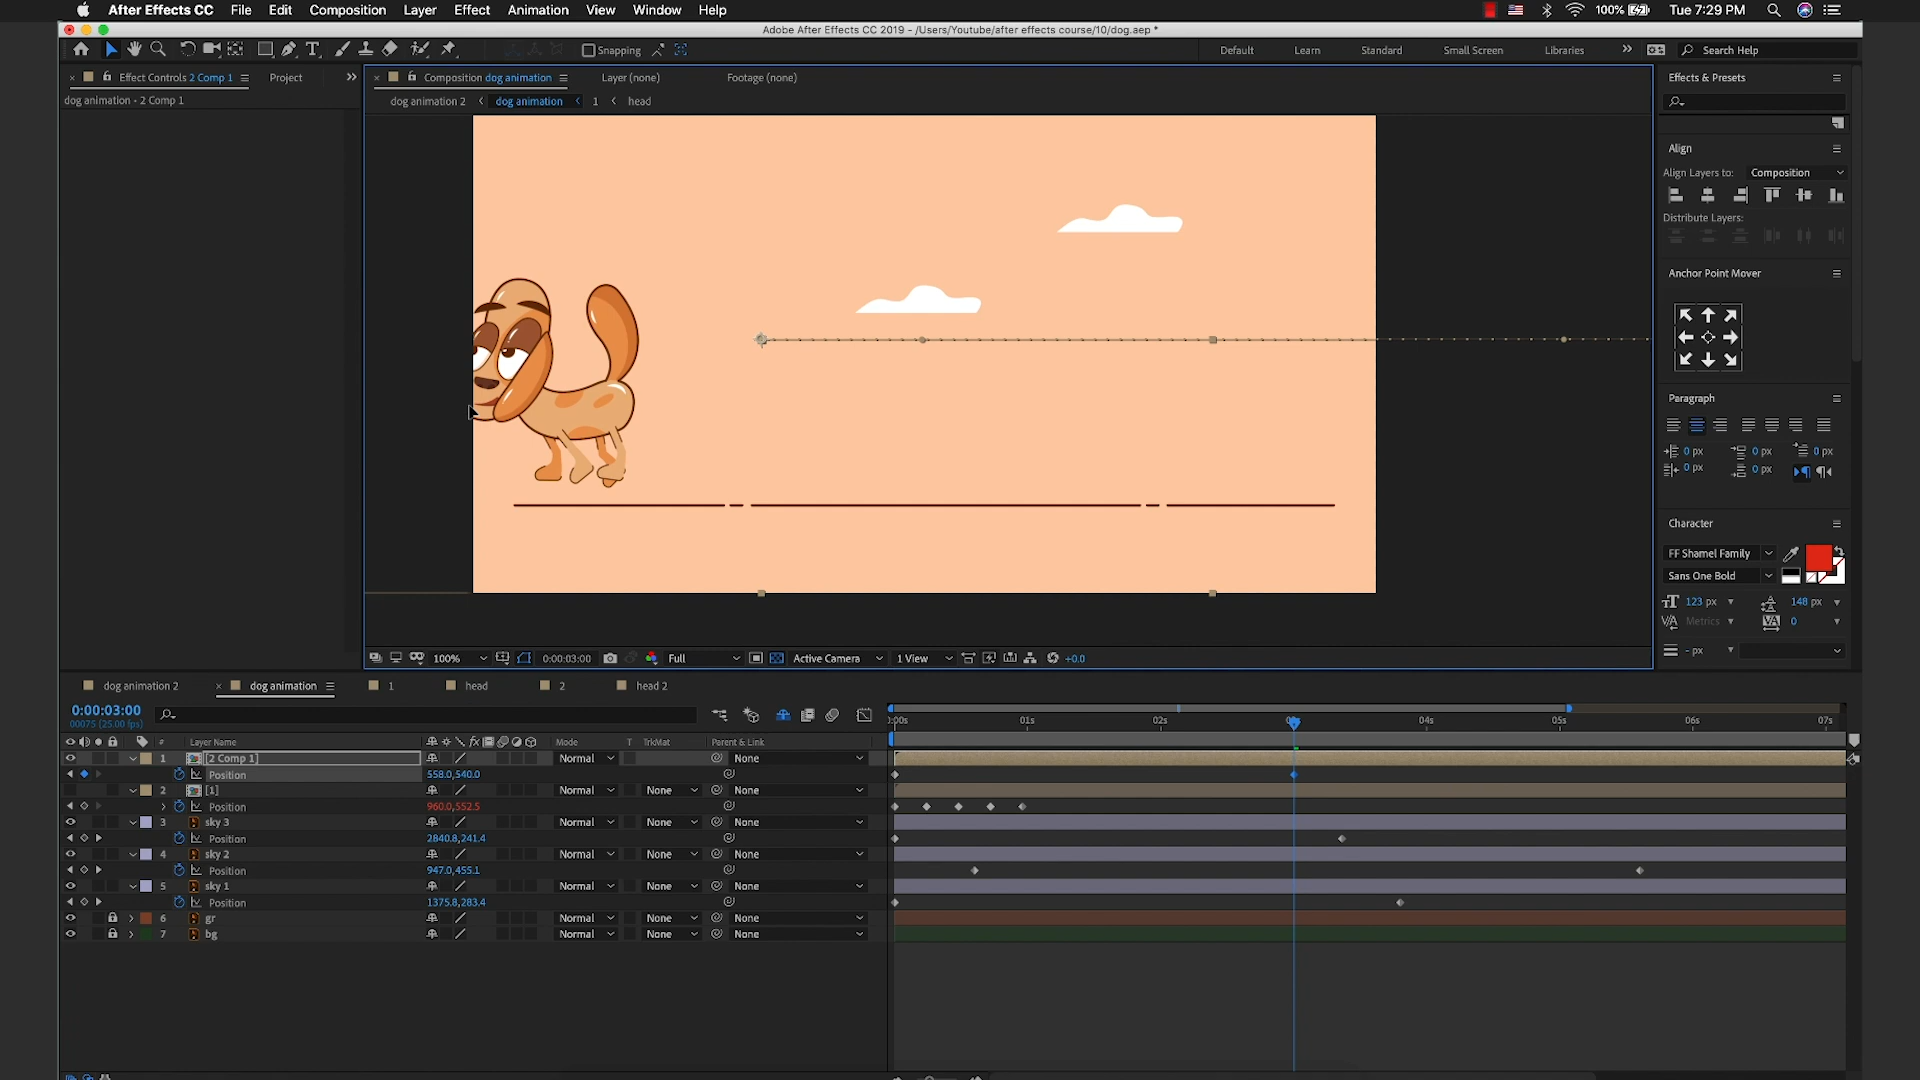 After Effects CC File Edit Composition Layer Effect Animation View Window Help 100% Tue 7:29 PM
Adobe After Effects CC 2019 - /Users/Youtube/after effects course/10/dog.aep *
Snapping Default Learn Standard Small Screen Libraries Search Help
Effect Controls 2 Comp 1 Project Composition dog animation Layer (none) Footage (none) Effects & Presets
dog animation • 2 Comp 1 dog animation 2 dog animation 1 head
Align
Align Layers to: Composition
Distribute Layers:
Anchor Point Mover
Paragraph
0 px 0 px 0 px
0 px 0 px
Character
FF Shamel Family
Sans One Bold
123 px 148 px
Metrics 0
- px
100% 0:00:03:00 Full Active Camera 1 View +0.0
dog animation 2 dog animation 1 head 2 head 2
0:00:03:00
00075 (25.00 fps)
:00s 01s 02s 04s 05s 06s 07s
# Layer Name fx Mode T TrkMat Parent & Link
1 [2 Comp 1] Normal None
Position 558.0,540.0
2 [1] Normal None None
Position 960.0,552.5
3 sky 3 Normal None None
Position 2840.8,241.4
4 sky 2 Normal None None
Position 947.0,455.1
5 sky 1 Normal None None
Position 1375.8,283.4
6 gr Normal None None
7 bg Normal None None